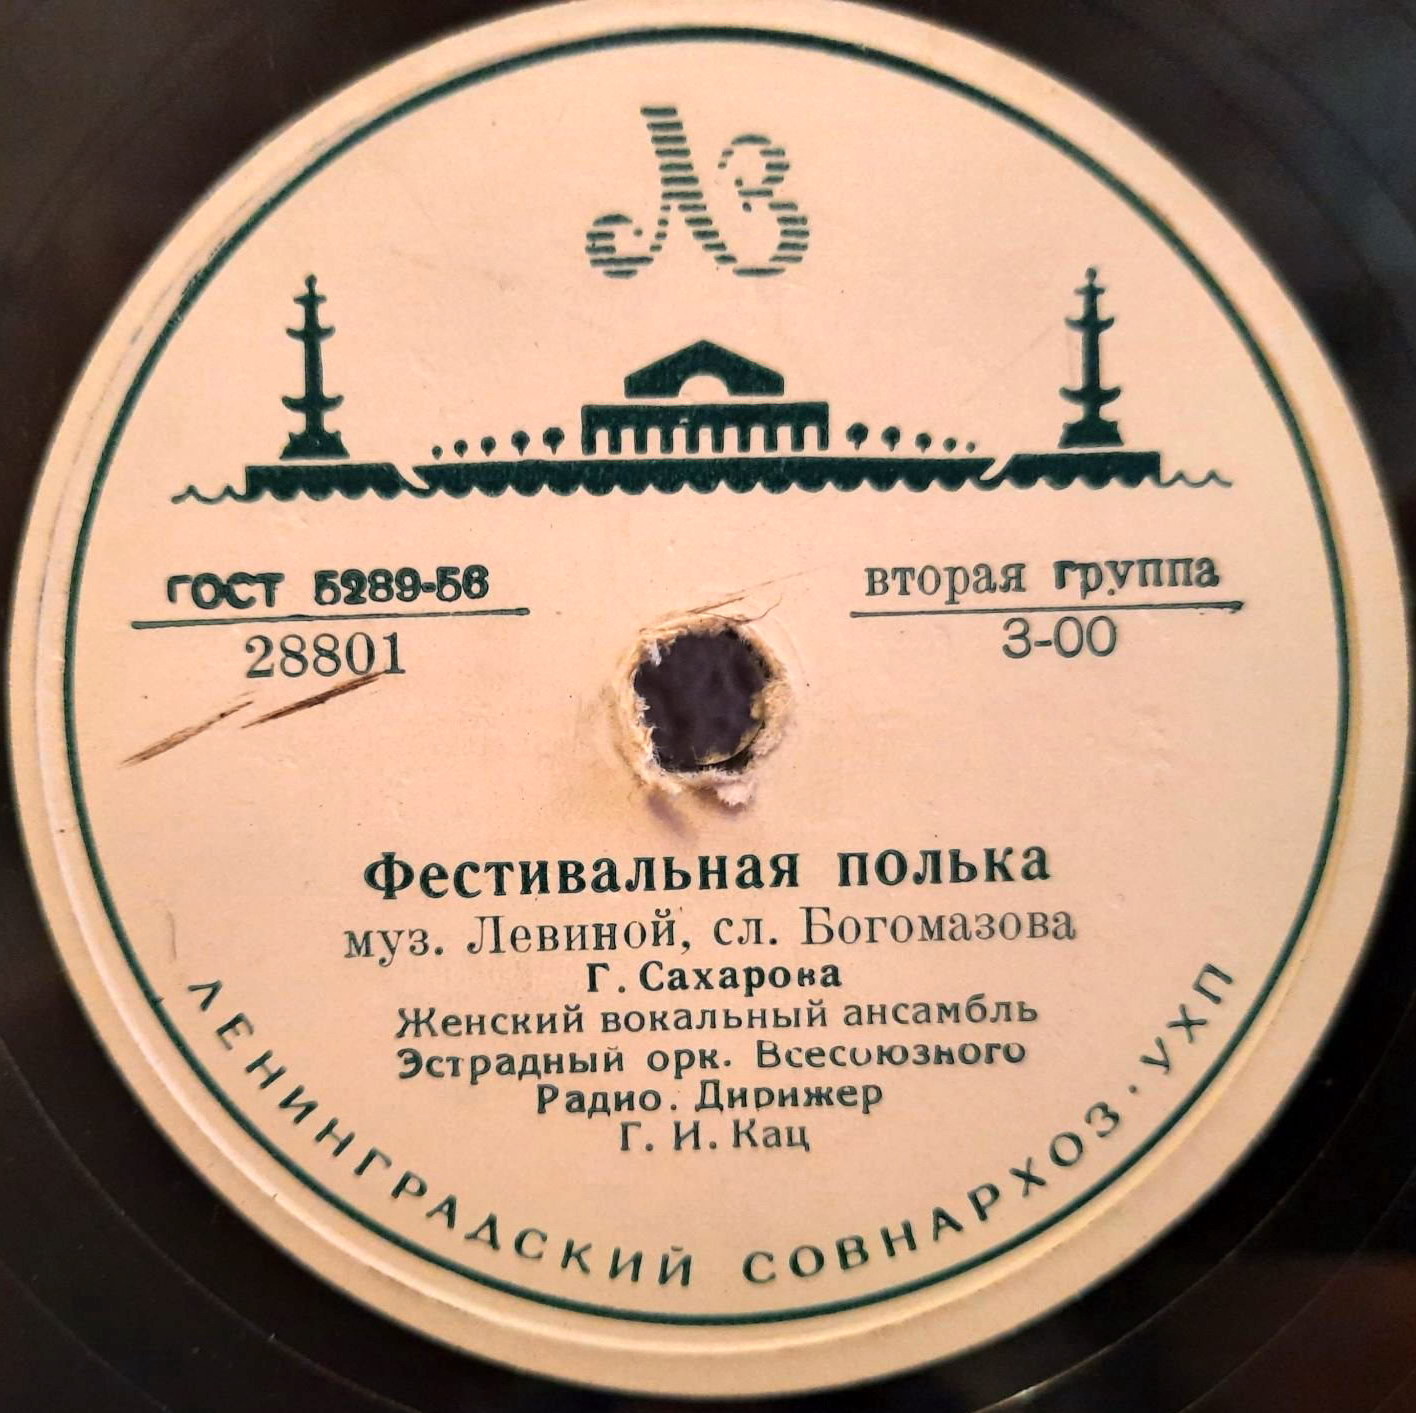 ЛЗ
ГОСТ 5289-56
28801
вторая группа
3-00
Фестивальная полька
муз. Левиной, сл. Богомазова
Г. Сахарова
Женский вокальный ансамбль
Эстрадный орк. Всесоюзного
Радио. Дирижер
Г. И. Кац
ЛЕНИНГРАДСКИЙ СОВНАРХОЗ · УХП